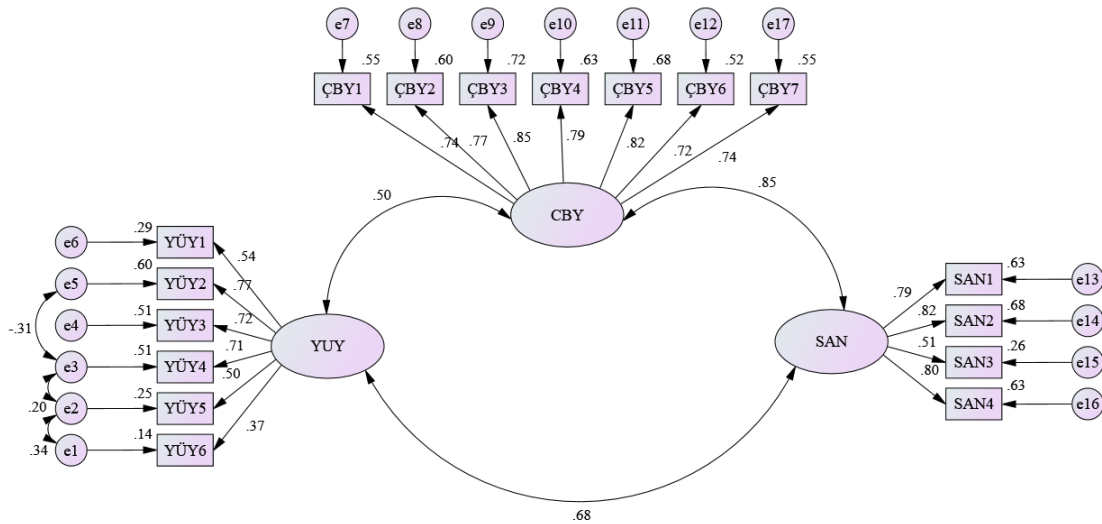 e7 e8 e9 e10 e11 e12 e17
.55 .60 .72 .63 .68 .52 .55
ÇBY1 ÇBY2 ÇBY3 ÇBY4 ÇBY5 ÇBY6 ÇBY7
.74 .77 .85 .79 .82 .72 .74
.50 CBY .85
e6 .29 YÜY1 .54
e5 .60 YÜY2 .77
-.31 e4 .51 YÜY3 .72
e3 .51 YÜY4 .71
.20 e2 .25 YÜY5 .50
.34 e1 .14 YÜY6 .37
YUY
SAN
.79 SAN1 .63 e13
.82 SAN2 .68 e14
.51 SAN3 .26 e15
.80 SAN4 .63 e16
.68